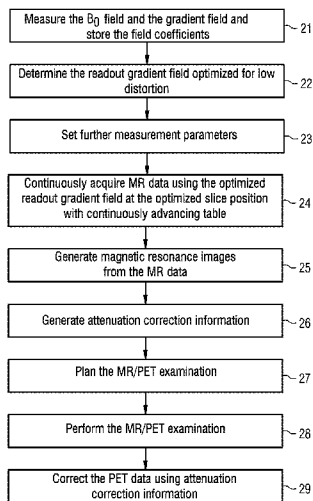 Measure the B0 field and the gradient field and
store the field coefficients
21
Determine the readout gradient field optimized for low
distortion
22
Set further measurement parameters
23
Continuously acquire MR data using the optimized
readout gradient field at the optimized slice position
with continuously advancing table
24
Generate magnetic resonance images
from the MR data
25
Generate attenuation correction information
26
Plan the MR/PET examination
27
Perform the MR/PET examination
28
Correct the PET data using attenuation
correction information
29